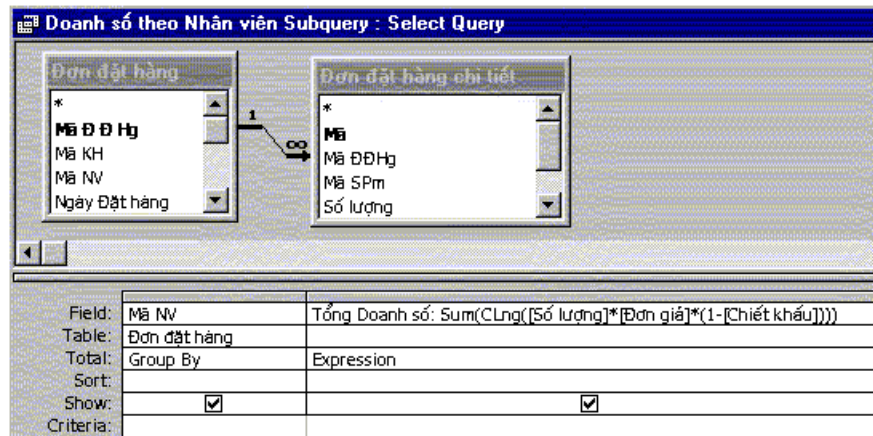 Doanh số theo Nhân viên Subquery : Select Query
Đơn đặt hàng
*
Mã Đ Đ Hg
Mã KH
Mã NV
Ngày Đặt hàng
1
∞
Đơn đặt hàng chi tiết
*
Mã
Mã ĐĐHg
Mã SPm
Số lượng
Field: Mã NV Tổng Doanh số: Sum(CLng([Số lượng]*[Đơn giá]*(1-[Chiết khấu])))
Table: Đơn đặt hàng
Total: Group By Expression
Sort:
Show:
Criteria: